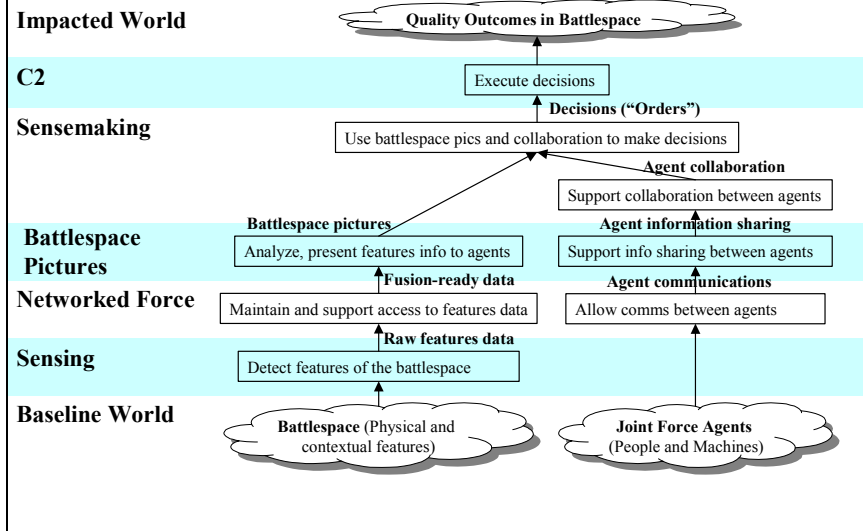 Impacted World
Quality Outcomes in Battlespace
C2
Execute decisions
Decisions (“Orders”)
Sensemaking
Use battlespace pics and collaboration to make decisions
Agent collaboration
Support collaboration between agents
Battlespace pictures
Agent information sharing
Battlespace
Pictures
Analyze, present features info to agents
Support info sharing between agents
Fusion-ready data
Agent communications
Networked Force
Maintain and support access to features data
Allow comms between agents
Raw features data
Sensing
Detect features of the battlespace
Baseline World
Battlespace (Physical and
contextual features)
Joint Force Agents
(People and Machines)